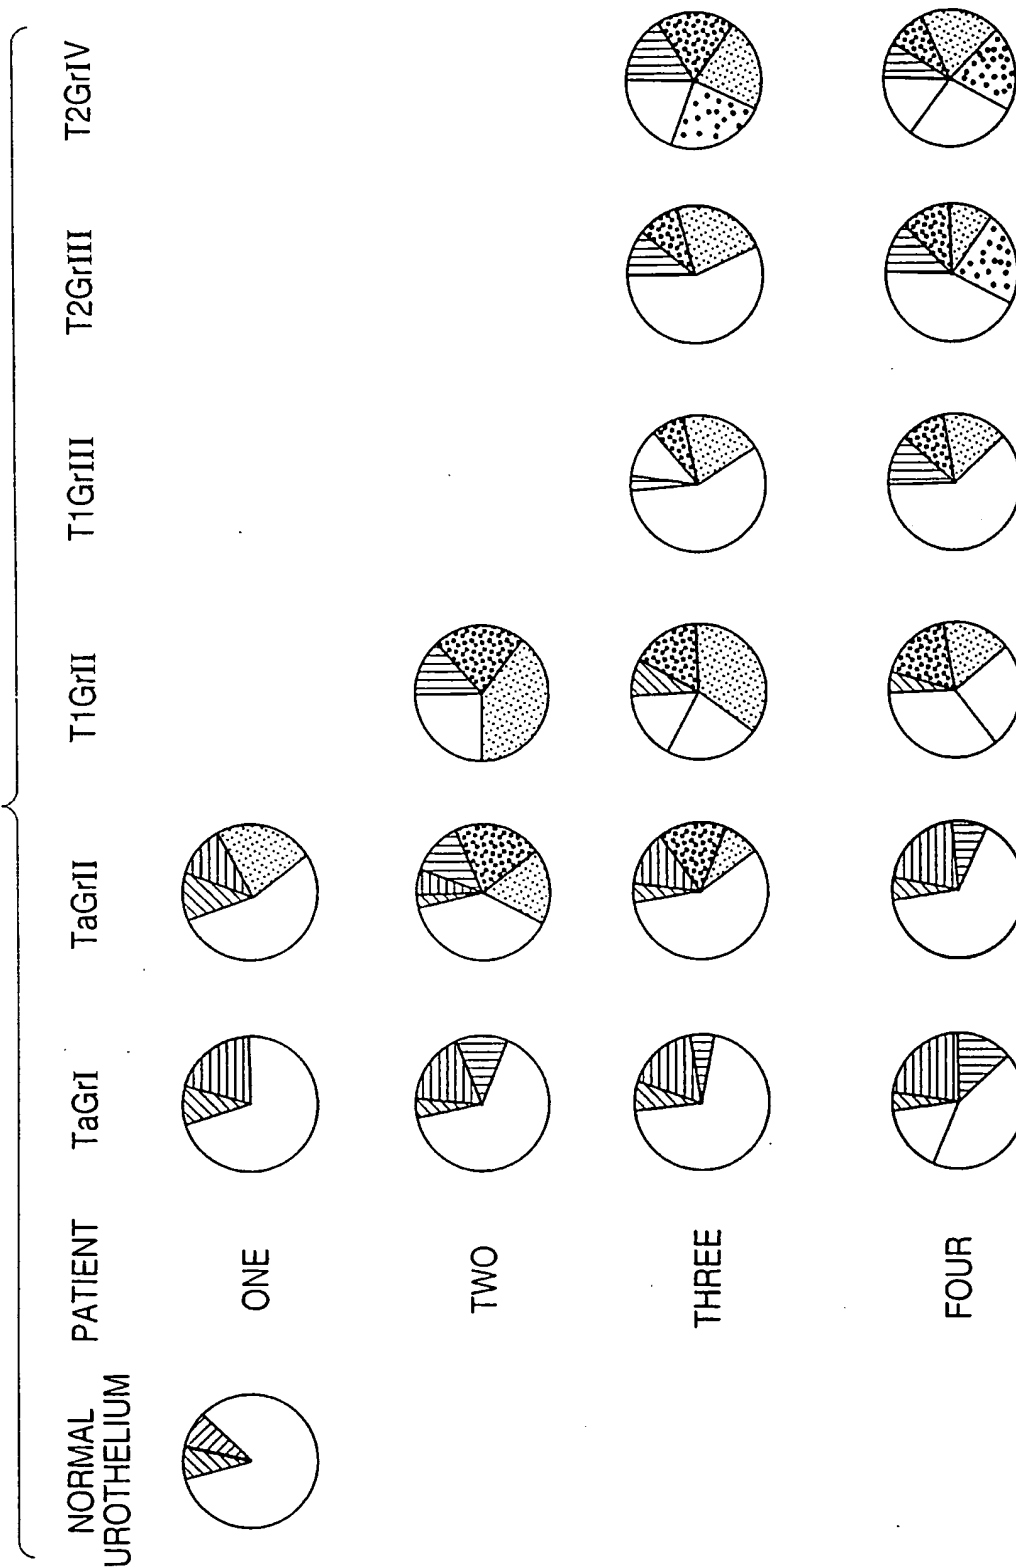 NORMAL
UROTHELIUM
PATIENT
TaGrI
TaGrII
T1GrII
T1GrIII
T2GrIII
T2GrIV
ONE
TWO
THREE
FOUR